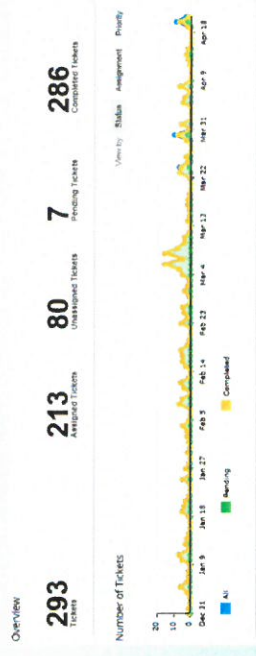 Overview
293
Tickets
213
Assigned Tickets
80
Unassigned Tickets
7
Pending Tickets
286
Completed Tickets
Number of Tickets
View by Status Assignment Priority
20
10
0
Dec 31 Jan 9 Jan 18 Jan 27 Feb 5 Feb 14 Feb 23 Mar 4 Mar 13 Mar 22 Mar 31 Apr 9 Apr 18
All Pending Completed